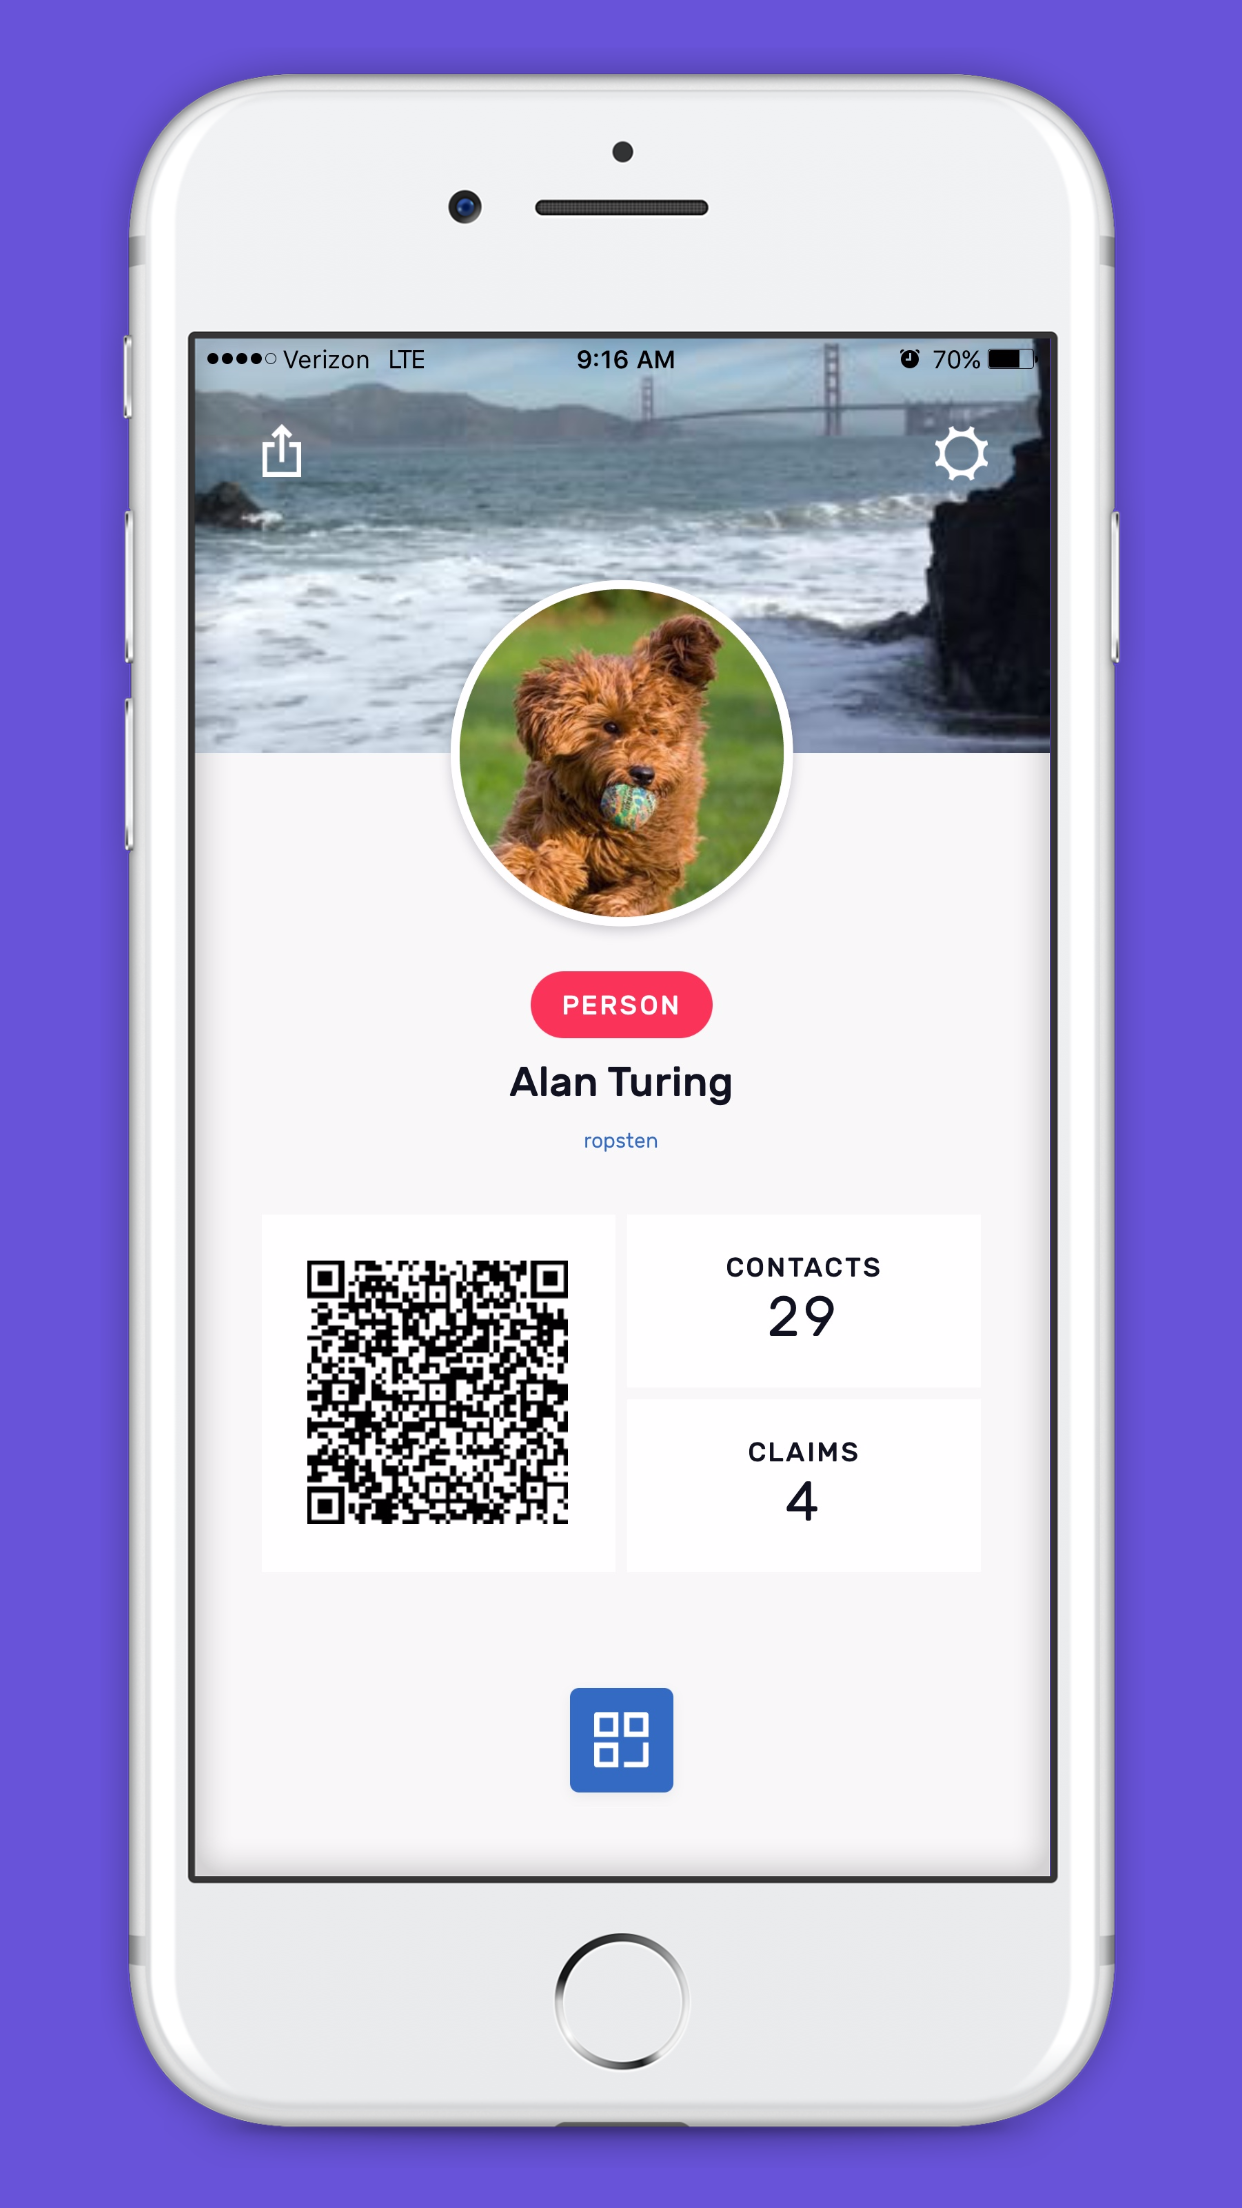 Verizon LTE 9:16 AM 70%
PERSON
Alan Turing
ropsten
CONTACTS
29
CLAIMS
4